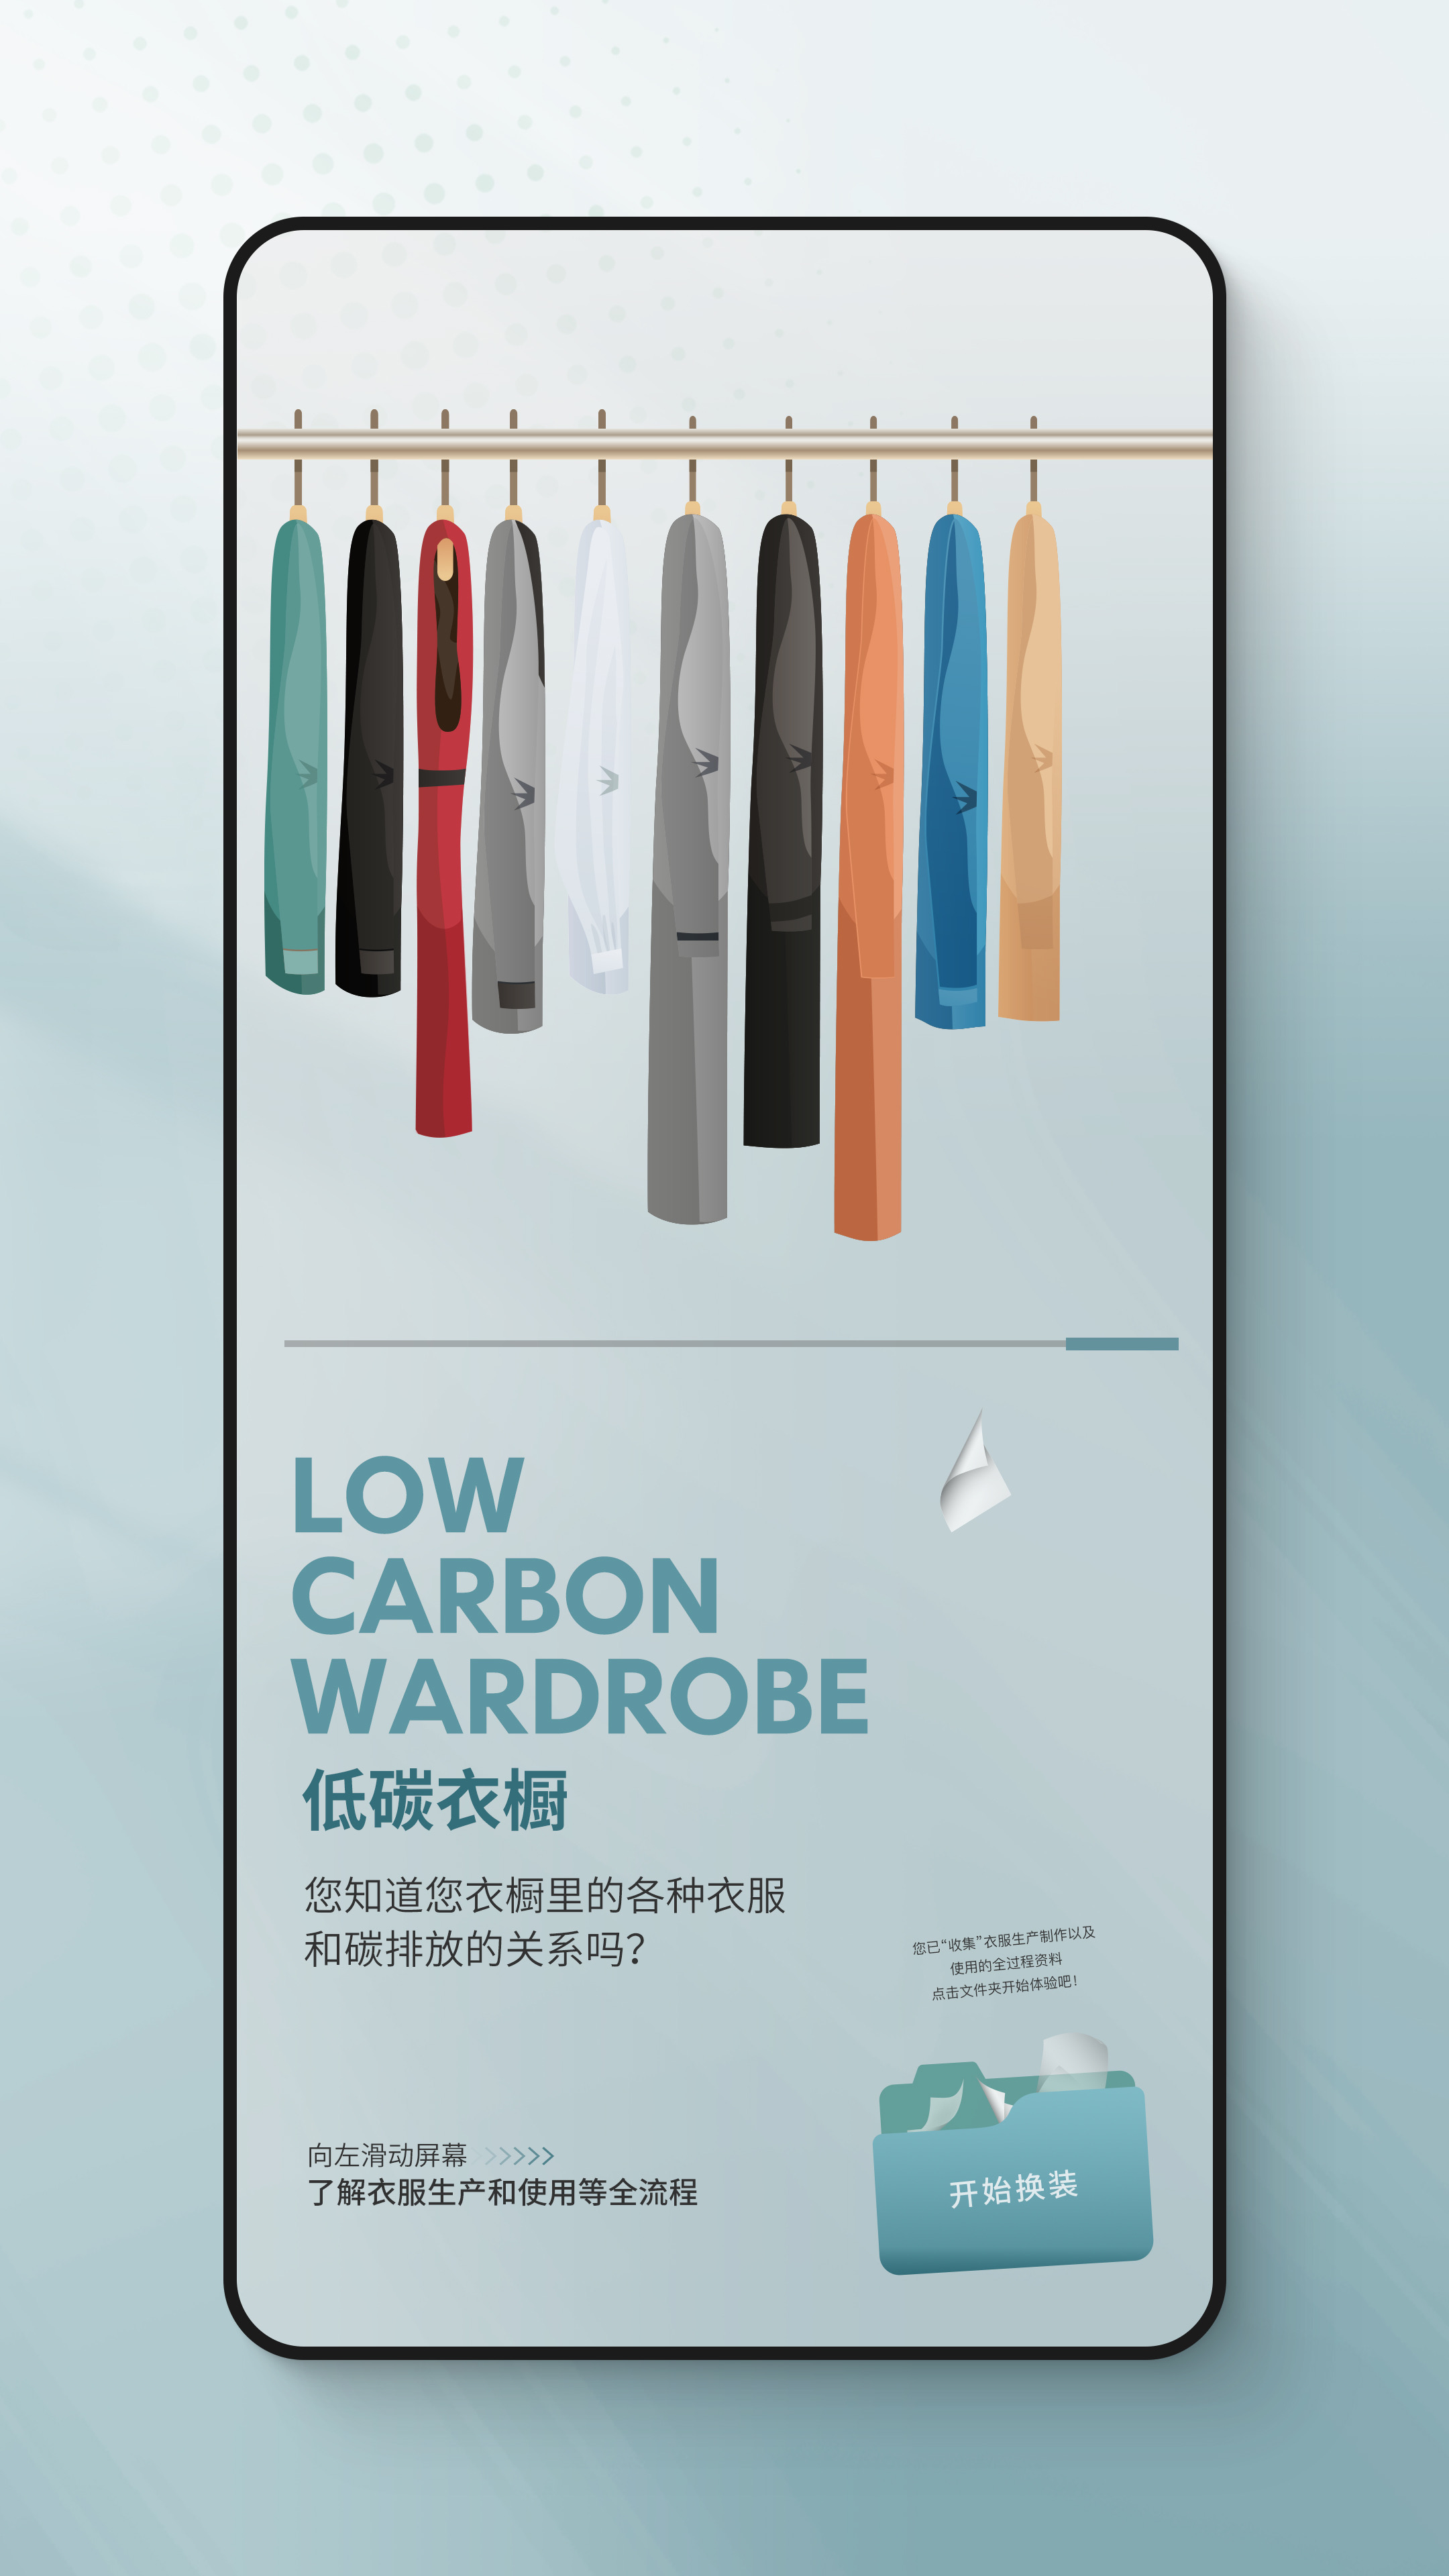 LOW
CARBON
WARDROBE
低碳衣橱
您知道您衣橱里的各种衣服
和碳排放的关系吗？
您已“收集”衣服生产制作以及
使用的全过程资料
点击文件夹开始体验吧！
开始换装
向左滑动屏幕
了解衣服生产和使用等全流程